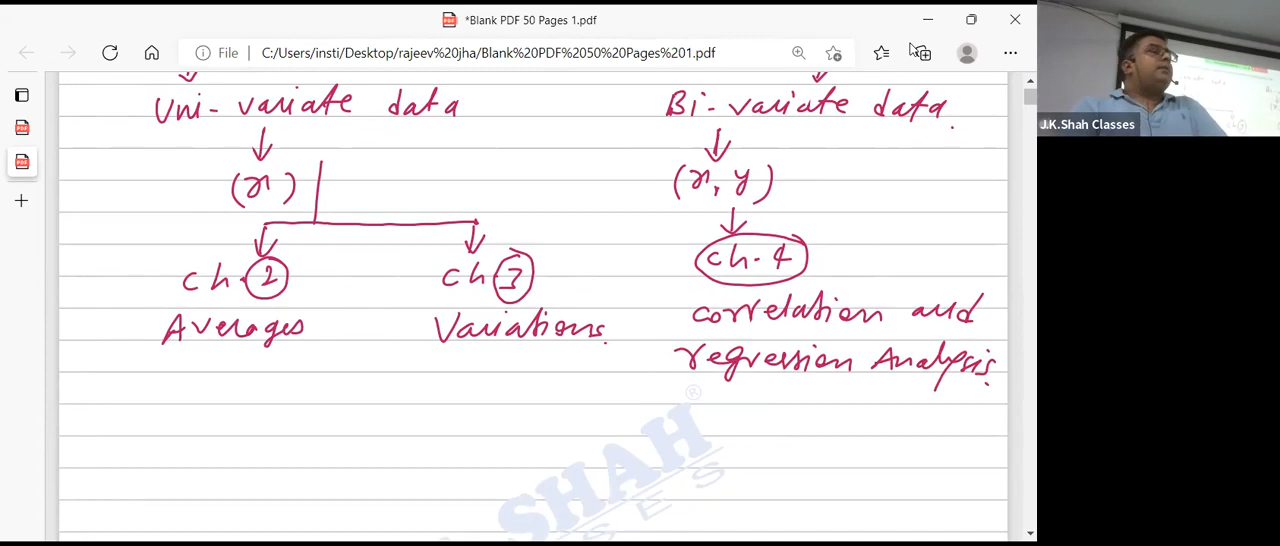 *Blank PDF 50 Pages 1.pdf
File
C:/Users/insti/Desktop/rajeev%20jha/Blank%20PDF%2050%20Pages%201.pdf
Uni-variate data
(x)
ch.2
Averages
ch.3
Variations.
Bi-variate data.
(x, y)
ch.4
correlation and
regression Analysis.
SHAH
®
SES
J.K.Shah Classes